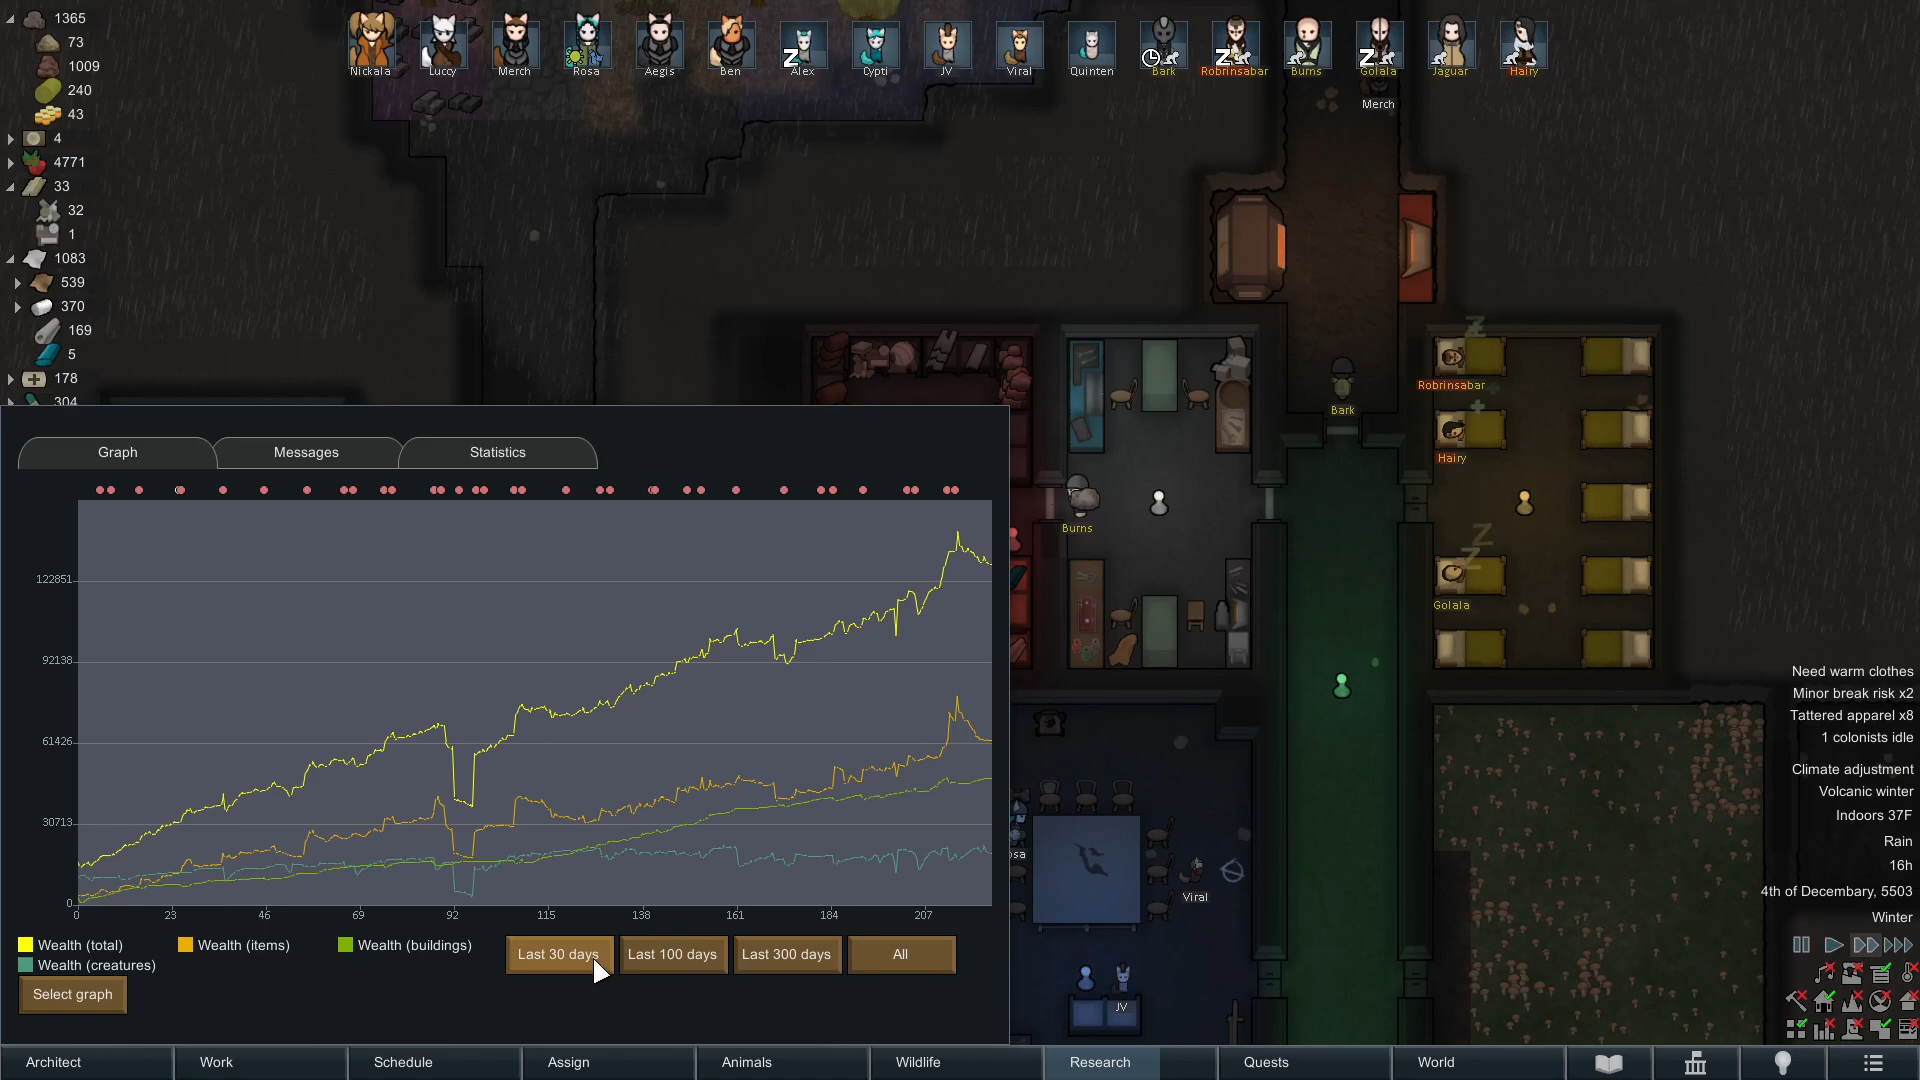 1365
73
1009
240
43
4
4771
33
32
1
1083
539
370
169
5
178
304
Nickala
Luccy
Merch
Rosa
Aegis
Ben
Alex
Cypti
JV
Viral
Quinten
Bark
Robrinsabar
Burns
Golala
Jaguar
Hairy
Merch
Robrinsabar
Bark
Hairy
Burns
Golala
Viral
JV
Graph
Messages
Statistics
122851
92138
61426
30713
0
0
23
46
69
92
115
138
161
184
207
Wealth (total)
Wealth (items)
Wealth (buildings)
Wealth (creatures)
Last 30 days
Last 100 days
Last 300 days
All
Select graph
Need warm clothes
Minor break risk x2
Tattered apparel x8
1 colonists idle
Climate adjustment
Volcanic winter
Indoors 37F
Rain
16h
4th of Decembary, 5503
Winter
Architect
Work
Schedule
Assign
Animals
Wildlife
Research
Quests
World